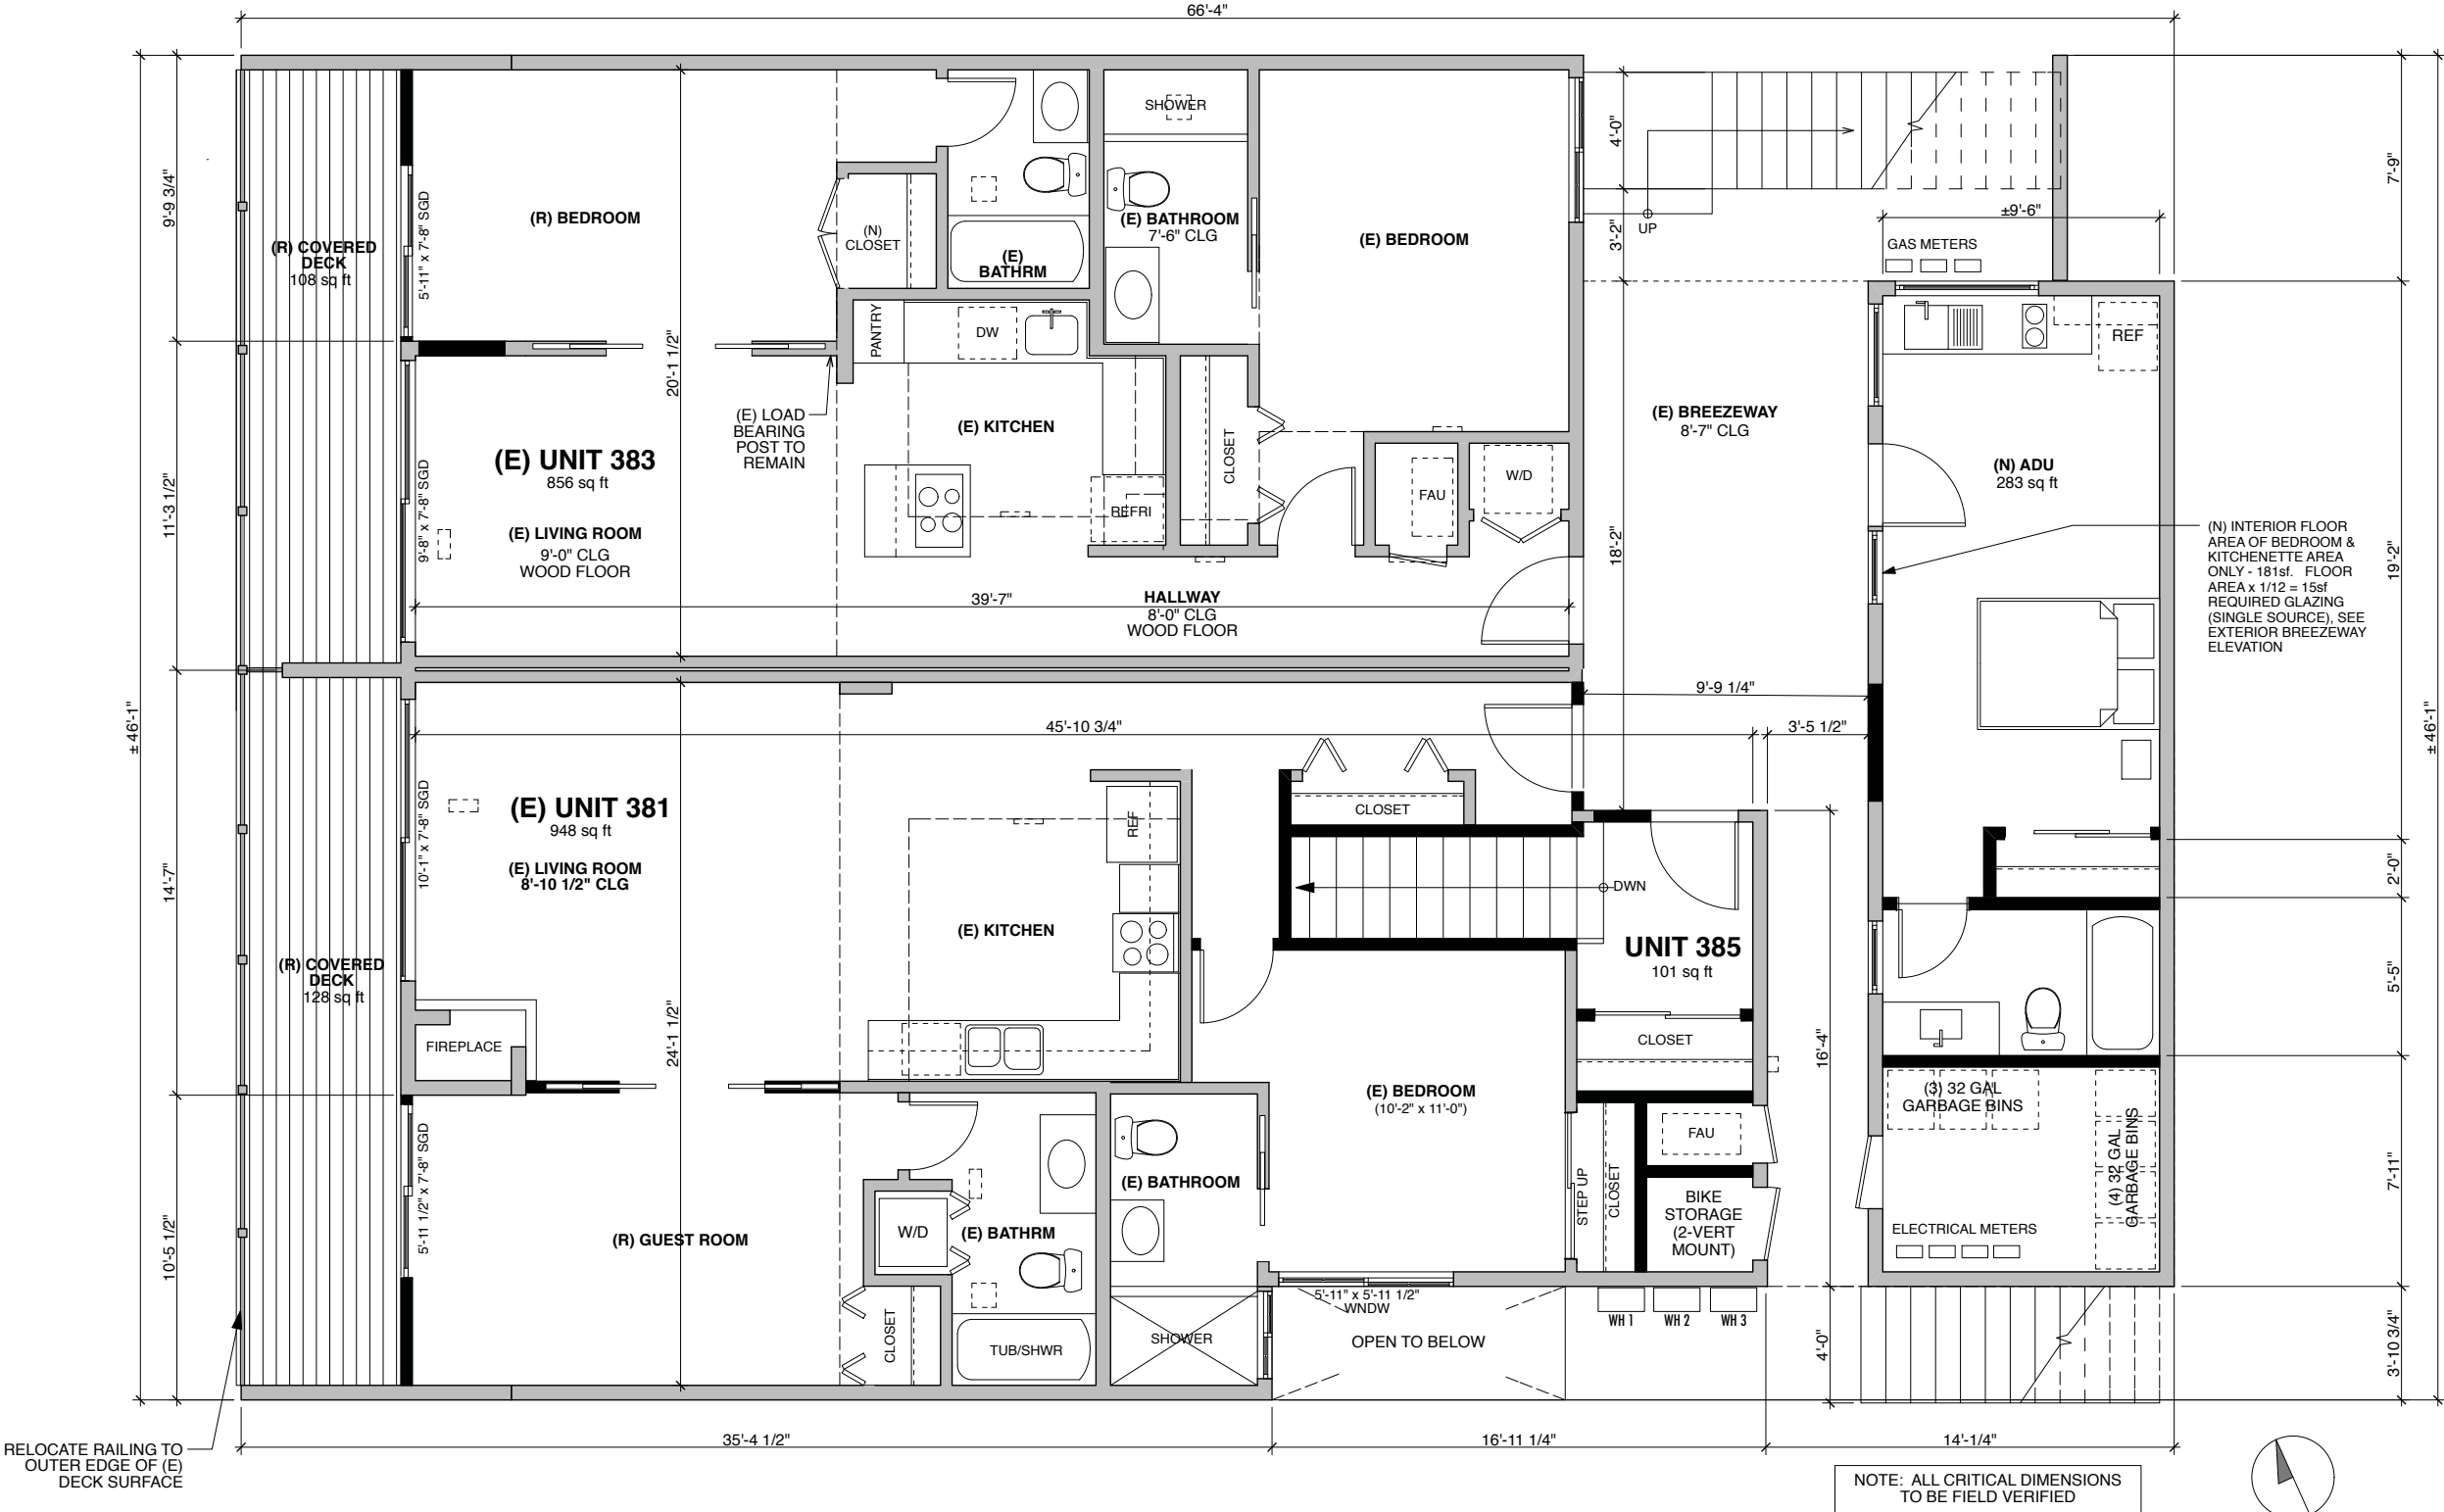 66'-4"
± 46'-1"
9'-9 3/4"
11'-3 1/2"
14'-7"
10'-5 1/2"
(R) COVERED
DECK
108 sq ft
5'-11" x 7'-8" SGD
(R) BEDROOM
20'-1 1/2"
(N)
CLOSET
(E)
BATHRM
SHOWER
(E) BATHROOM
7'-6" CLG
(E) BEDROOM
4'-0"
3'-2"
UP
±9'-6"
GAS METERS
7'-9"
PANTRY
DW
REF
(E) LOAD
BEARING
POST TO
REMAIN
(E) KITCHEN
CLOSET
(E) BREEZEWAY
8'-7" CLG
(E) UNIT 383
856 sq ft
9'-8" x 7'-8" SGD
(E) LIVING ROOM
9'-0" CLG
WOOD FLOOR
REFRI
FAU
W/D
18'-2"
(N) ADU
283 sq ft
(N) INTERIOR FLOOR
AREA OF BEDROOM &
KITCHENETTE AREA
ONLY - 181sf. FLOOR
AREA x 1/12 = 15sf
REQUIRED GLAZING
(SINGLE SOURCE), SEE
EXTERIOR BREEZEWAY
ELEVATION
19'-2"
39'-7"
HALLWAY
8'-0" CLG
WOOD FLOOR
9'-9 1/4"
± 46'-1"
45'-10 3/4"
3'-5 1/2"
10'-1" x 7'-8" SGD
(E) UNIT 381
948 sq ft
(E) LIVING ROOM
8'-10 1/2" CLG
REF
CLOSET
DWN
2'-0"
(E) KITCHEN
UNIT 385
101 sq ft
(R) COVERED
DECK
128 sq ft
5'-5"
24'-1 1/2"
FIREPLACE
CLOSET
16'-4"
(E) BEDROOM
(10'-2" x 11'-0")
FAU
(3) 32 GAL
GARBAGE BINS
(4) 32 GAL
GARBAGE BINS
5'-11 1/2" x 7'-8" SGD
(E) BATHROOM
STEP UP
CLOSET
BIKE
STORAGE
(2-VERT
MOUNT)
7'-11"
(R) GUEST ROOM
W/D
(E) BATHRM
ELECTRICAL METERS
5'-11" x 5'-11 1/2"
WNDW
WH 1
WH 2
WH 3
CLOSET
TUB/SHWR
SHOWER
OPEN TO BELOW
4'-0"
3'-10 3/4"
RELOCATE RAILING TO
OUTER EDGE OF (E)
DECK SURFACE
35'-4 1/2"
16'-11 1/4"
14'-1/4"
NOTE: ALL CRITICAL DIMENSIONS
TO BE FIELD VERIFIED